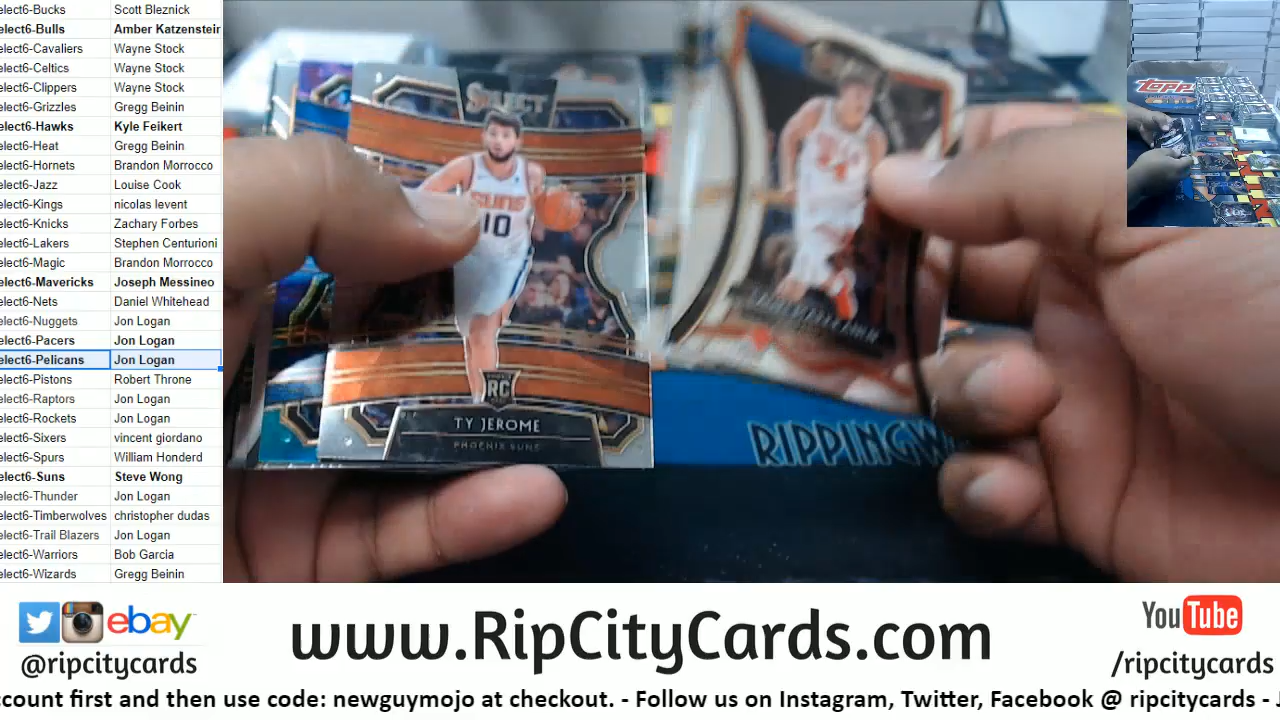 elect6-Bucks Scott Bleznick
elect6-Bulls Amber Katzenstein
elect6-Cavaliers Wayne Stock
elect6-Celtics Wayne Stock
elect6-Clippers Wayne Stock
elect6-Grizzles Gregg Beinin
elect6-Hawks Kyle Feikert
elect6-Heat Gregg Beinin
elect6-Hornets Brandon Morrocco
elect6-Jazz Louise Cook
elect6-Kings nicolas levent
elect6-Knicks Zachary Forbes
elect6-Lakers Stephen Centurioni
elect6-Magic Brandon Morrocco
elect6-Mavericks Joseph Messineo
elect6-Nets Daniel Whitehead
elect6-Nuggets Jon Logan
elect6-Pacers Jon Logan
elect6-Pelicans Jon Logan
elect6-Pistons Robert Throne
elect6-Raptors Jon Logan
elect6-Rockets Jon Logan
elect6-Sixers vincent giordano
elect6-Spurs William Honderd
elect6-Suns Steve Wong
elect6-Thunder Jon Logan
elect6-Timberwolves christopher dudas
elect6-Trail Blazers Jon Logan
elect6-Warriors Bob Garcia
elect6-Wizards Gregg Beinin
SELECT
SUNS
10
RC
TY JEROME
PHOENIX SUNS
4
RIPPINGW
TOPPS
ebay
@ripcitycards
www.RipCityCards.com
YouTube
/ripcitycards
ccount first and then use code: newguymojo at checkout. - Follow us on Instagram, Twitter, Facebook @ ripcitycards - J